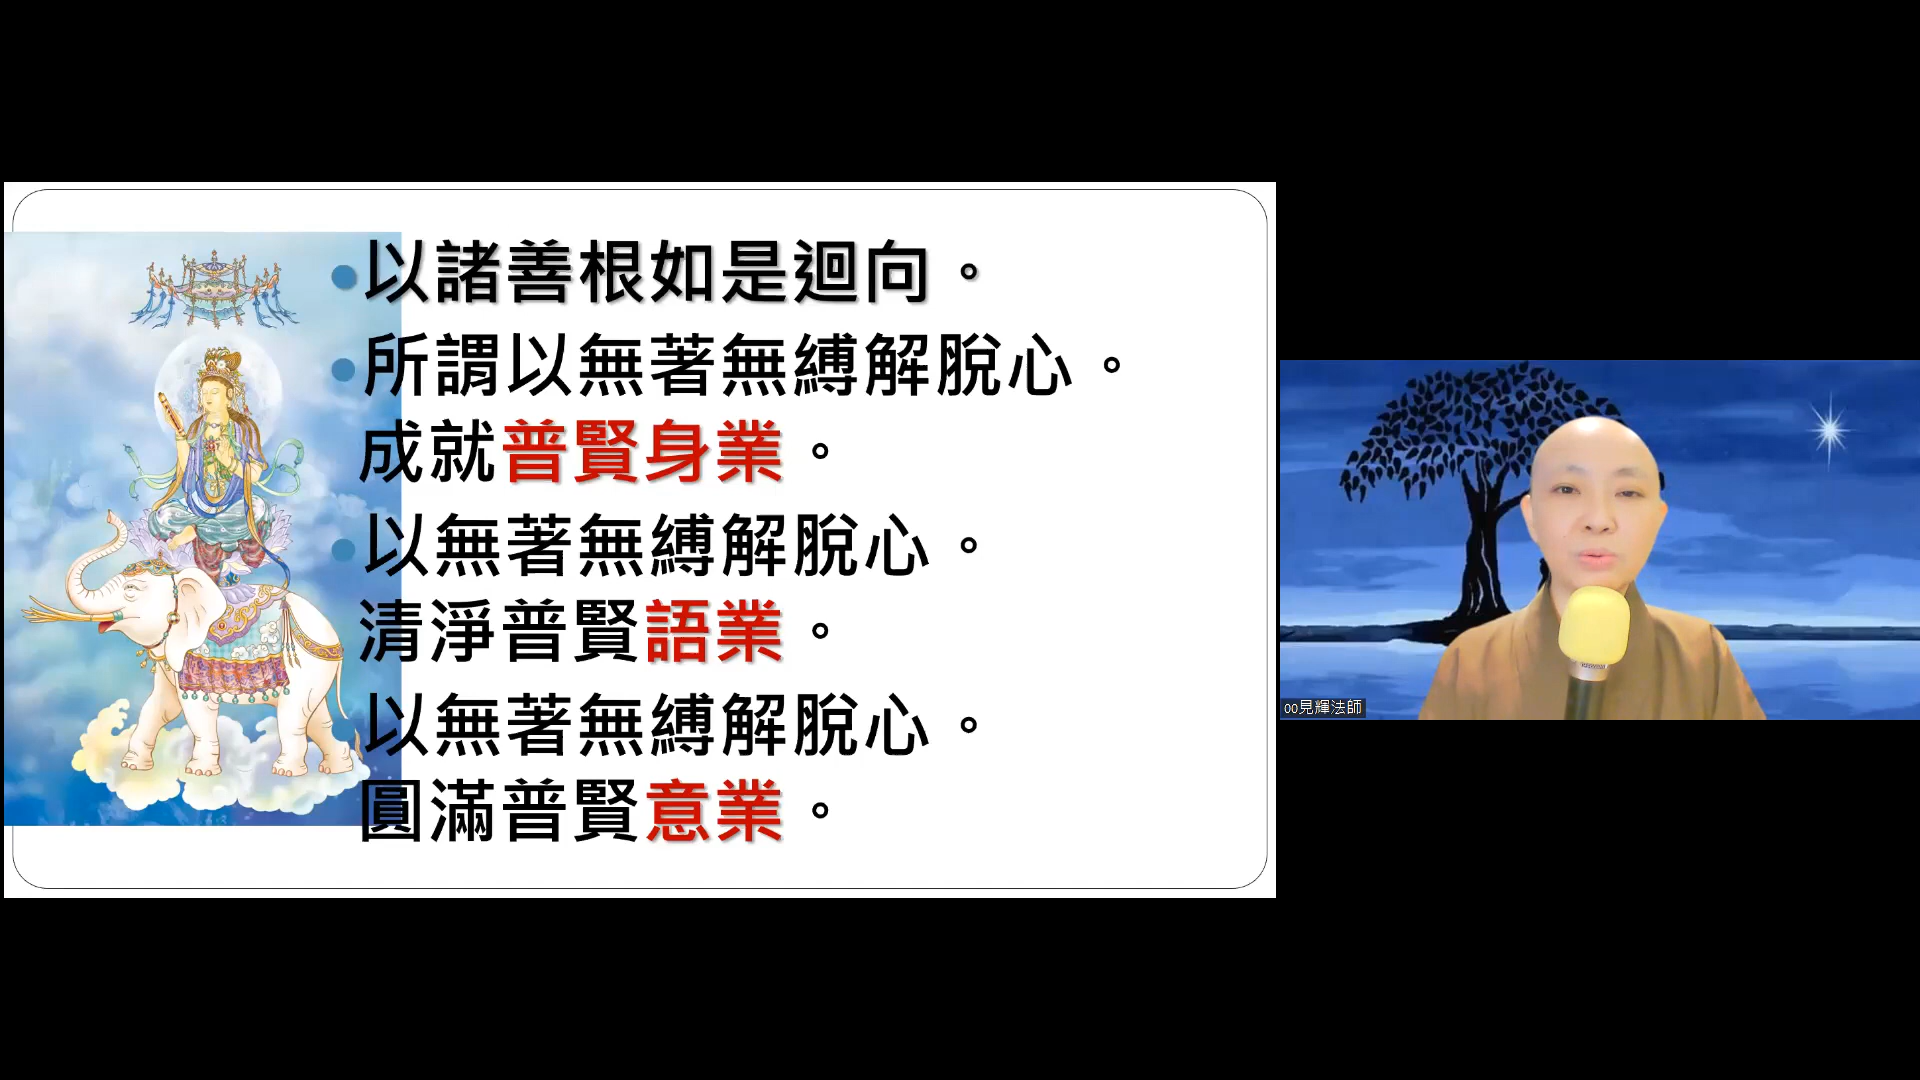 以諸善根如是迴向。
所謂以無著無縛解脫心。
成就普賢身業。
以無著無縛解脫心。
清淨普賢語業。
以無著無縛解脫心。
圓滿普賢意業。
oo見輝法師